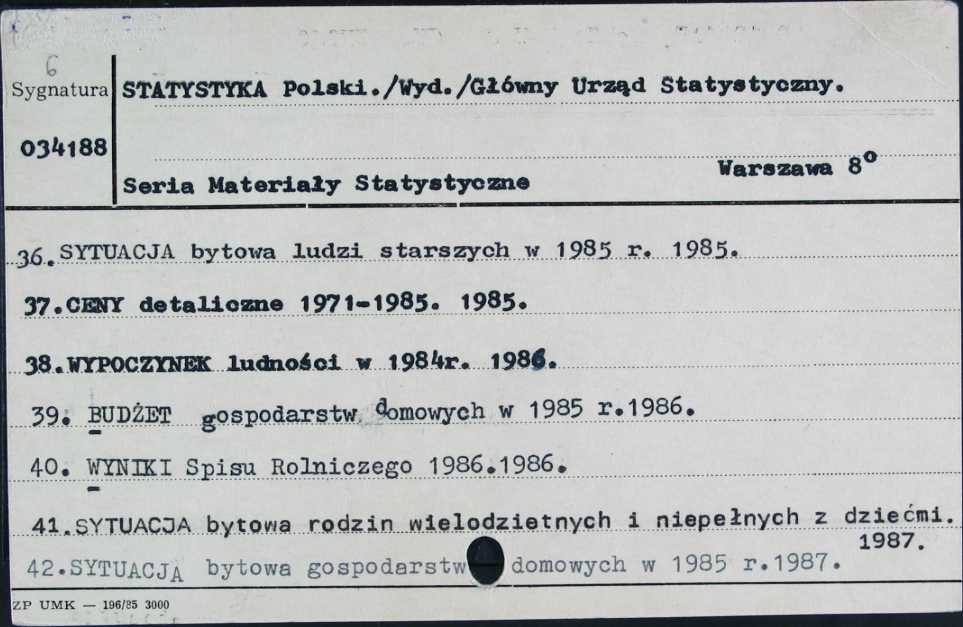 6
Sygnatura
STATYSTYKA Polski./Wyd./Główny Urząd Statystyczny.
034188
Warszawa 8°
Seria Materiały Statystyczne
36. SYTUACJA bytowa ludzi starszych w 1985 r. 1985.
37.CENY detaliczne 1971-1985. 1985.
38.WYPOCZYNEK ludności w 1984r. 1986.
39. BUDŻET gospodarstw domowych w 1985 r.1986.
40. WYNIKI Spisu Rolniczego 1986.1986.
41.SYTUACJA bytowa rodzin wielodzietnych i niepełnych z dziećmi.
1987.
42.SYTUACJA bytowa gospodarstw domowych w 1985 r.1987.
ZP UMK — 196/85 3000